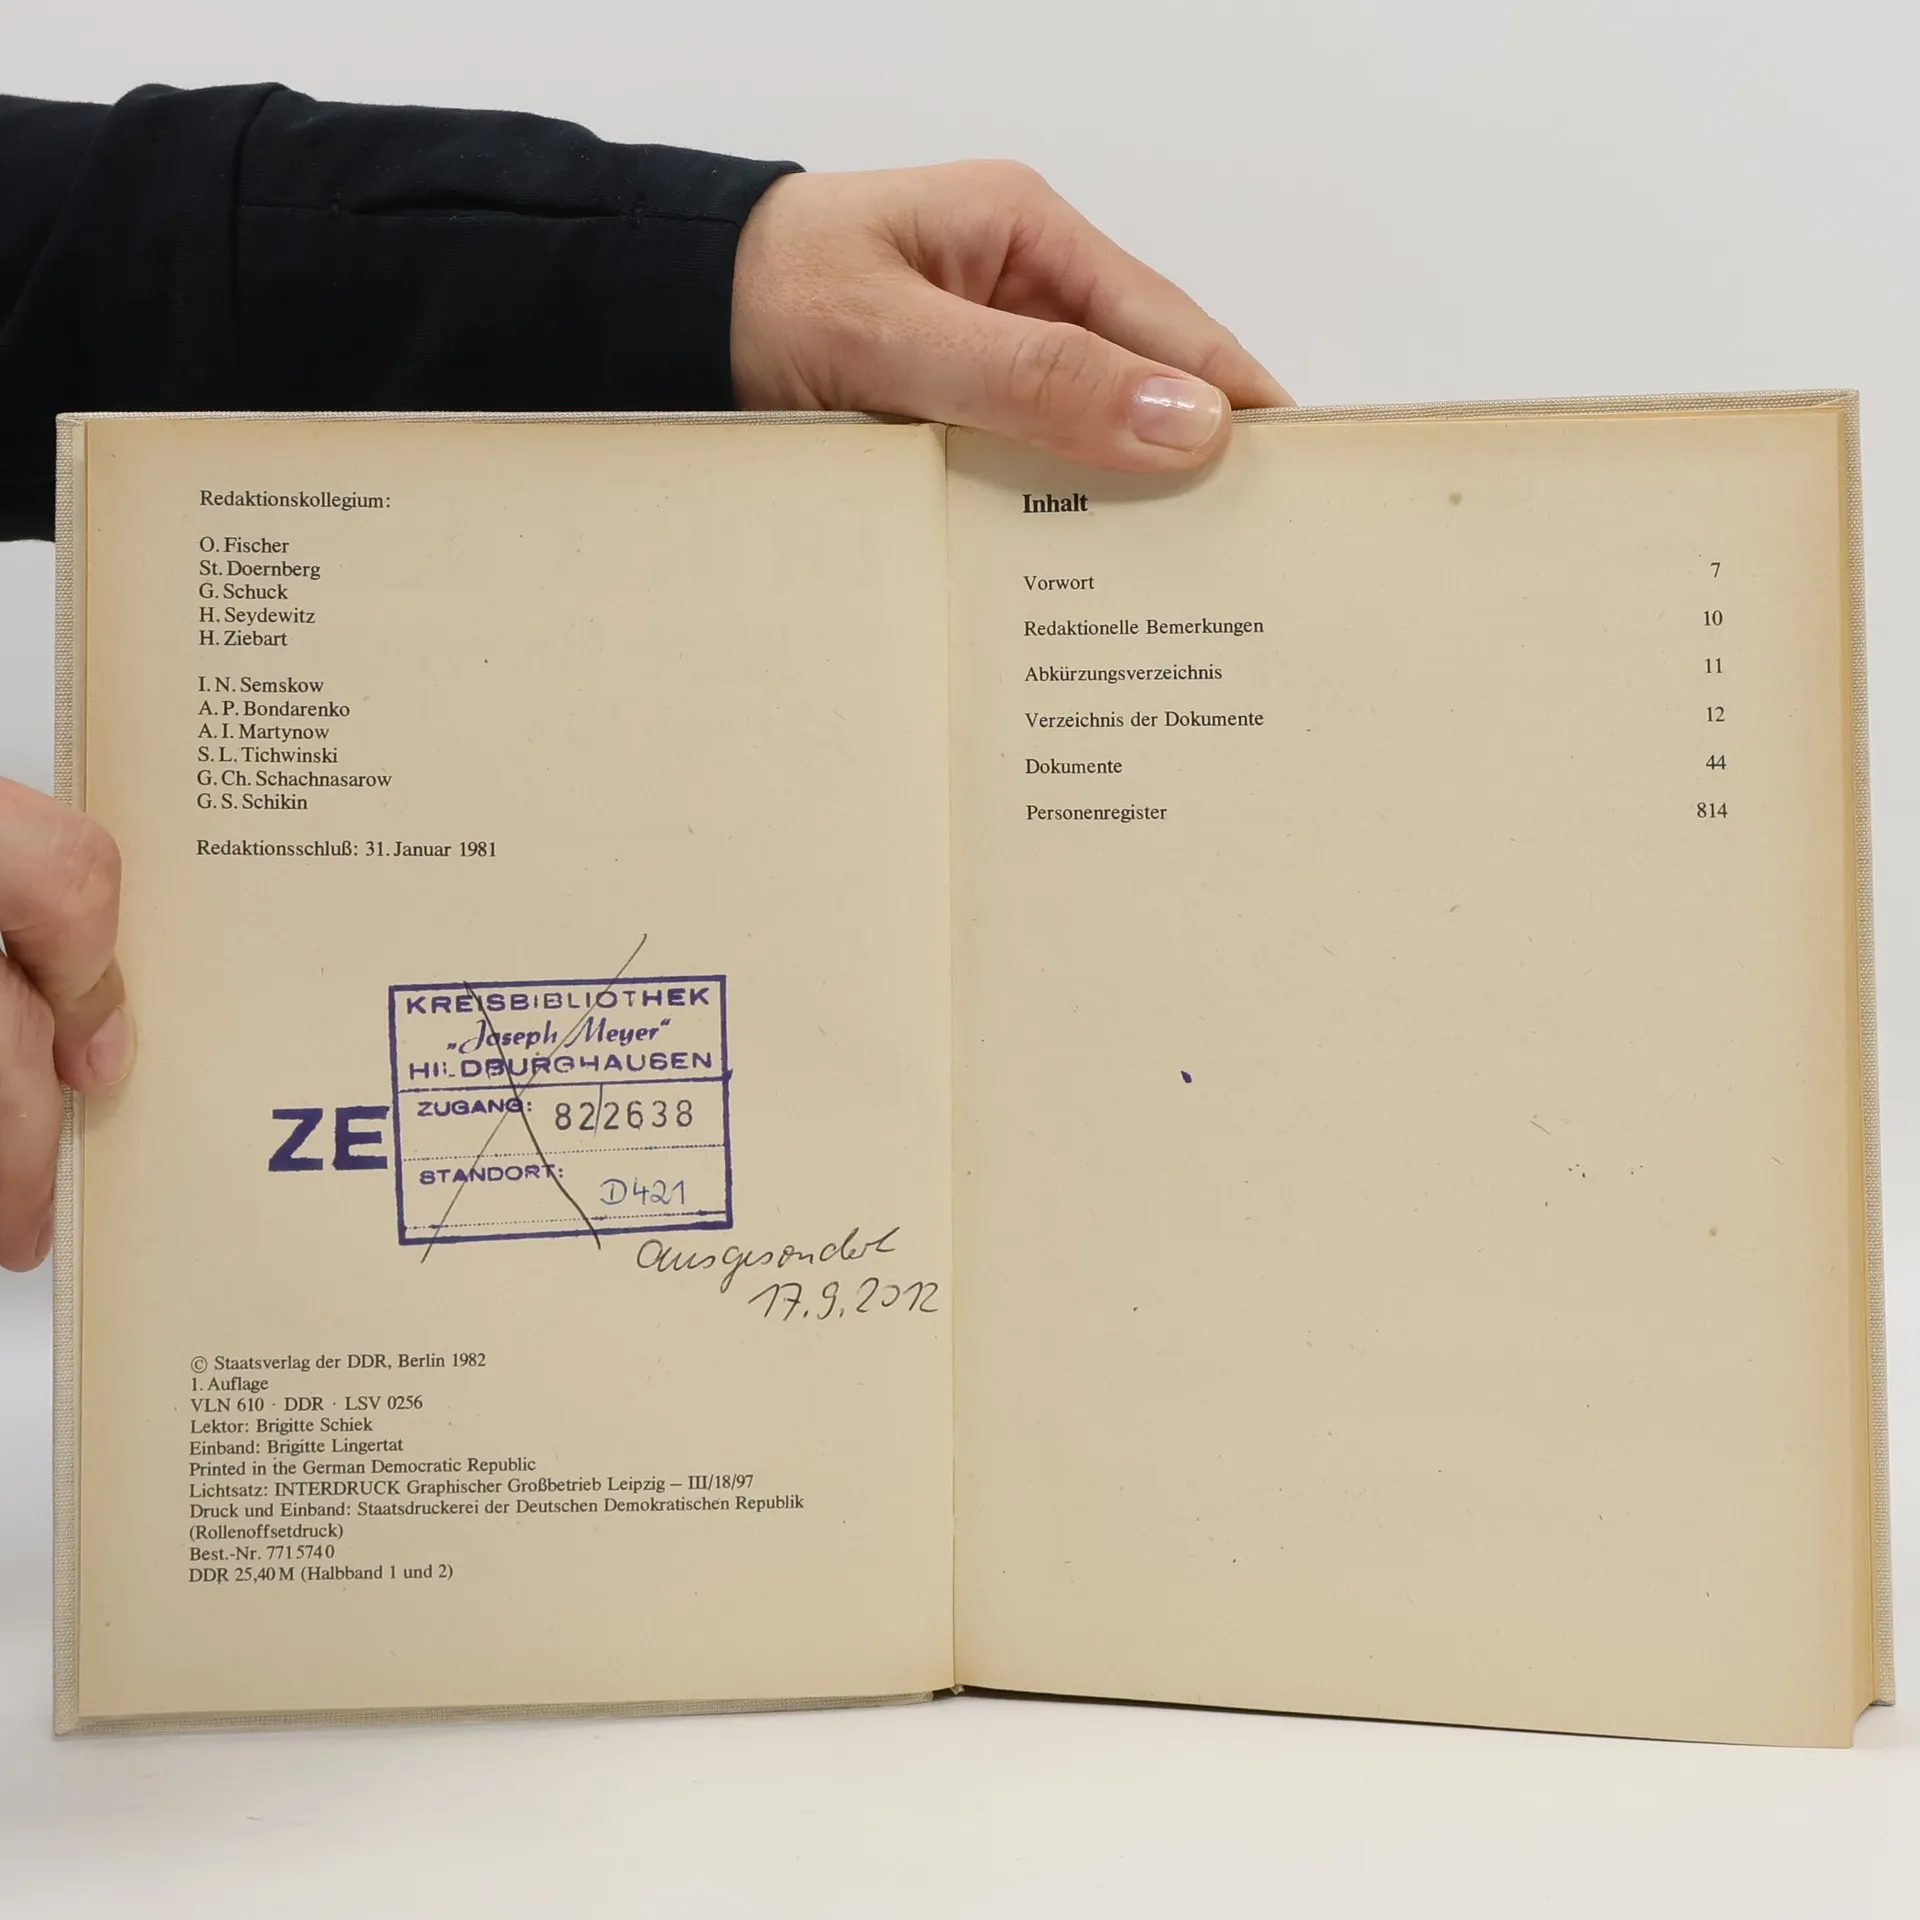 Redaktionskollegium:
O. Fischer
St. Doernberg
G. Schuck
H. Seydewitz
H. Ziebart
I. N. Semskow
A. P. Bondarenko
A. I. Martynow
S. L. Tichwinski
G. Ch. Schachnasarow
G. S. Schikin
Redaktionsschluß: 31. Januar 1981
KREISBIBLIOTHEK
„Joseph Meyer“
HILDBURGHAUSEN
ZE
ZUGANG: 82/2638
STANDORT: D421
ausgesondert
17.9.2012
© Staatsverlag der DDR, Berlin 1982
1. Auflage
VLN 610 · DDR · LSV 0256
Lektor: Brigitte Schiek
Einband: Brigitte Lingertat
Printed in the German Democratic Republic
Lichtsatz: INTERDRUCK Graphischer Großbetrieb Leipzig – III/18/97
Druck und Einband: Staatsdruckerei der Deutschen Demokratischen Republik
(Rollenoffsetdruck)
Best.-Nr. 771 574 0
DDR 25,40 M (Halbband 1 und 2)
Inhalt
Vorwort 7
Redaktionelle Bemerkungen 10
Abkürzungsverzeichnis 11
Verzeichnis der Dokumente 12
Dokumente 44
Personenregister 814